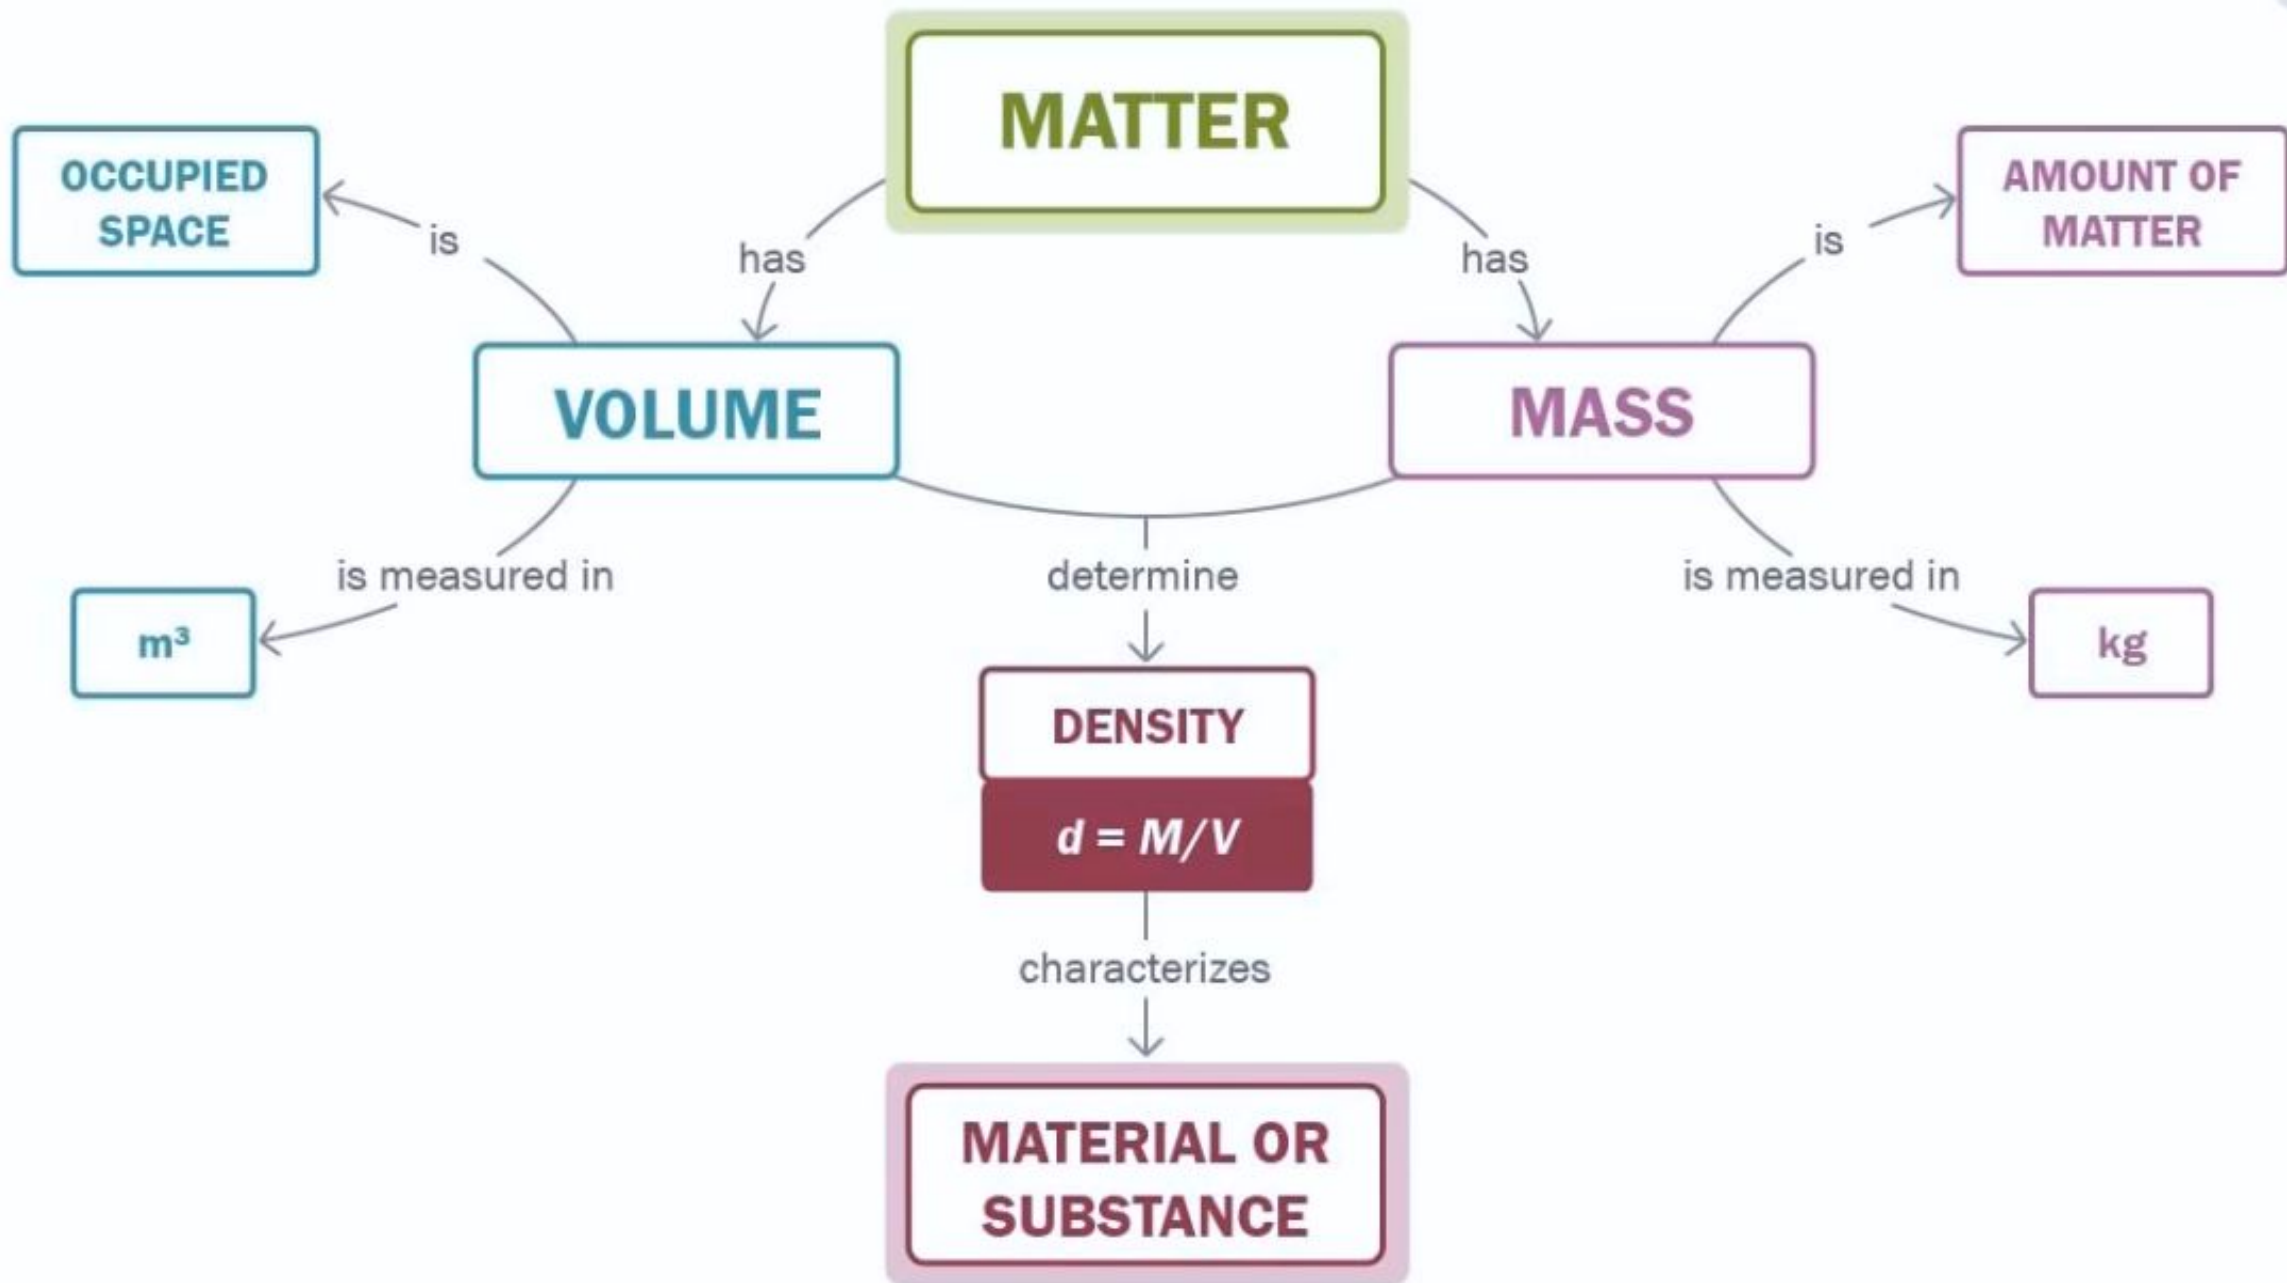 MATTER
OCCUPIED
SPACE
is
has
has
is
AMOUNT OF
MATTER
VOLUME
MASS
is measured in
determine
is measured in
m³
kg
DENSITY
d = M/V
characterizes
MATERIAL OR
SUBSTANCE